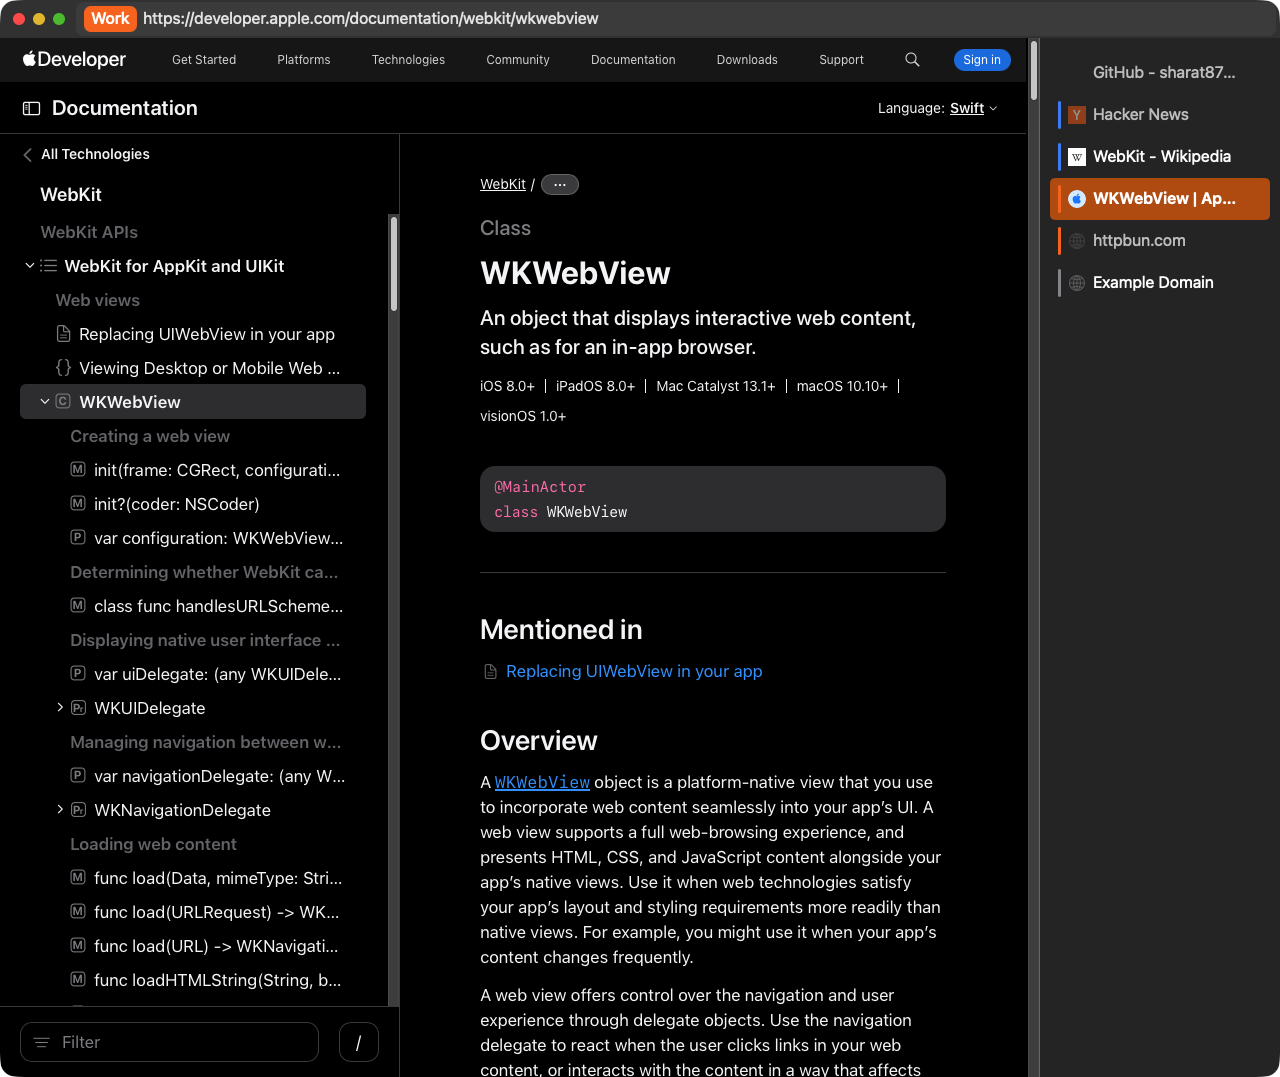 Work https://developer.apple.com/documentation/webkit/wkwebview
Developer Get Started Platforms Technologies Community Documentation Downloads Support Sign in
Documentation
Language: Swift
All Technologies
WebKit
WebKit APIs
WebKit for AppKit and UIKit
Web views
Replacing UIWebView in your app
Viewing Desktop or Mobile Web ...
C WKWebView
Creating a web view
M init(frame: CGRect, configurati...
M init?(coder: NSCoder)
P var configuration: WKWebView...
Determining whether WebKit ca...
M class func handlesURLScheme...
Displaying native user interface ...
P var uiDelegate: (any WKUIDele...
Pr WKUIDelegate
Managing navigation between w...
P var navigationDelegate: (any W...
Pr WKNavigationDelegate
Loading web content
M func load(Data, mimeType: Stri...
M func load(URLRequest) -> WK...
M func load(URL) -> WKNavigati...
M func loadHTMLString(String, b...
Filter
/
WebKit / ...
Class
WKWebView
An object that displays interactive web content,
such as for an in-app browser.
iOS 8.0+ | iPadOS 8.0+ | Mac Catalyst 13.1+ | macOS 10.10+ |
visionOS 1.0+
@MainActor
class WKWebView
Mentioned in
Replacing UIWebView in your app
Overview
A WKWebView object is a platform-native view that you use
to incorporate web content seamlessly into your app’s UI. A
web view supports a full web-browsing experience, and
presents HTML, CSS, and JavaScript content alongside your
app’s native views. Use it when web technologies satisfy
your app’s layout and styling requirements more readily than
native views. For example, you might use it when your app’s
content changes frequently.
A web view offers control over the navigation and user
experience through delegate objects. Use the navigation
delegate to react when the user clicks links in your web
content, or interacts with the content in a way that affects
GitHub - sharat87...
Y Hacker News
W WebKit - Wikipedia
WKWebView | Ap...
httpbun.com
Example Domain